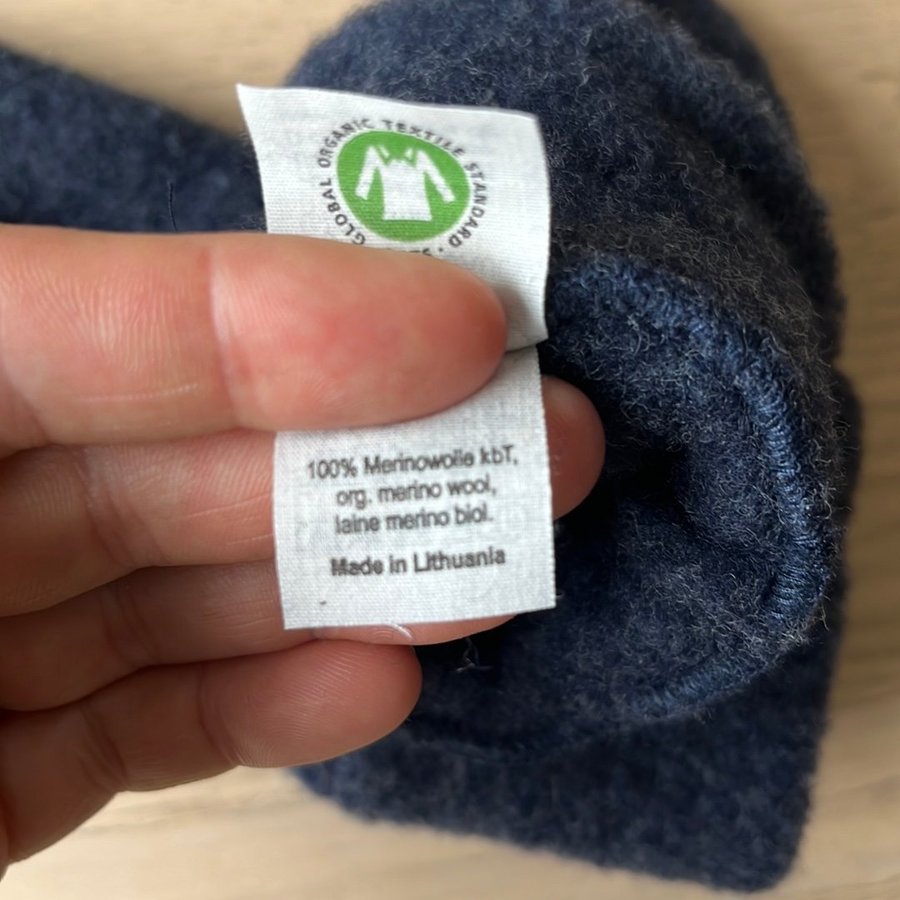 GLOBAL ORGANIC TEXTILE STANDARD ·
100% Merinowolle kbT,
org. merino wool,
laine merino biol.
Made in Lithuania